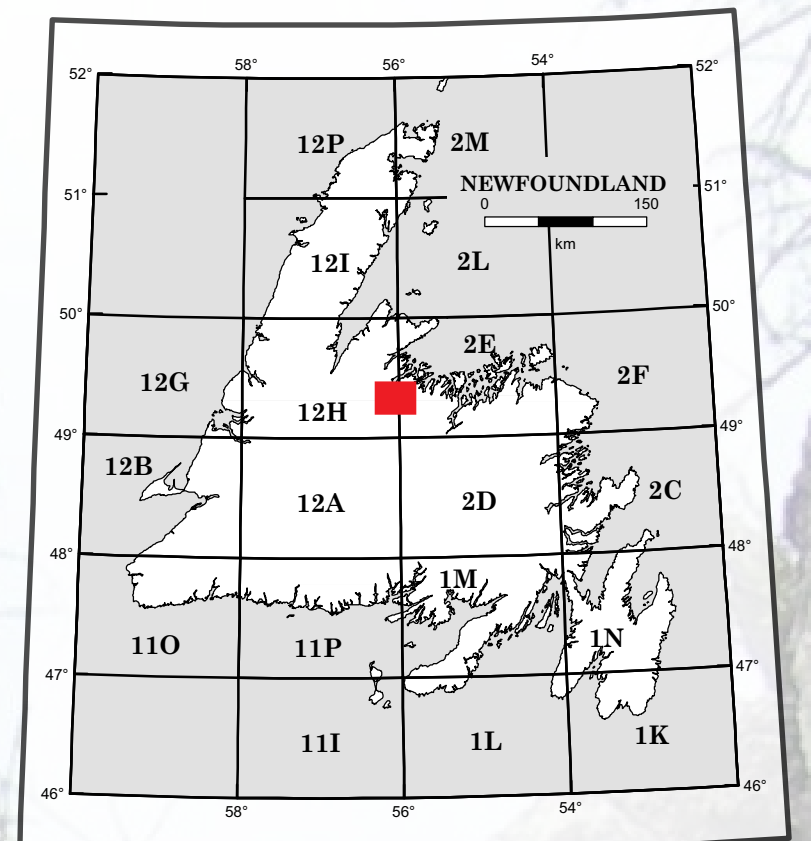 58° 56° 54°
52° 52°
12P 2M
NEWFOUNDLAND
51° 51°
0 150
km
12I 2L
50° 50°
2E
12G 2F
12H
49° 49°
12B
12A 2D 2C
48° 48°
1M
11O 11P 1N
47° 47°
11I 1L 1K
46° 46°
58° 56° 54°